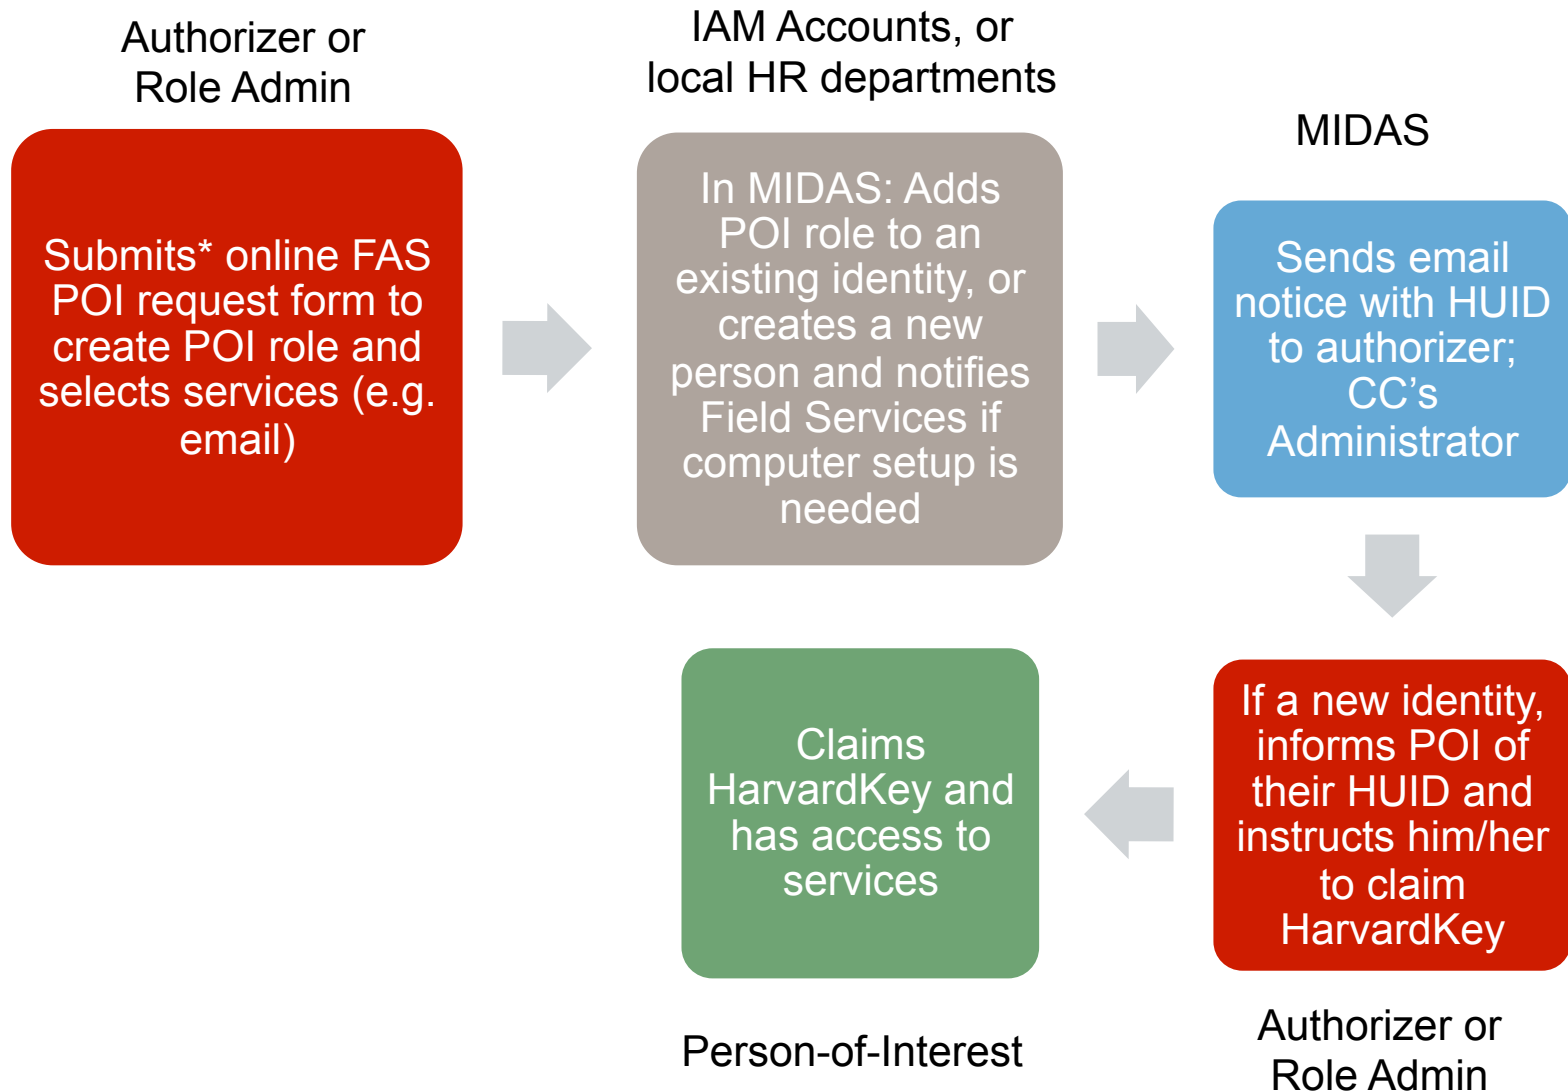 Authorizer or
Role Admin
Submits* online FAS
POI request form to
create POI role and
selects services (e.g.
email)
IAM Accounts, or
local HR departments
In MIDAS: Adds
POI role to an
existing identity, or
creates a new
person and notifies
Field Services if
computer setup is
needed
MIDAS
Sends email
notice with HUID
to authorizer;
CC’s
Administrator
If a new identity,
informs POI of
their HUID and
instructs him/her
to claim
HarvardKey
Authorizer or
Role Admin
Claims
HarvardKey and
has access to
services
Person-of-Interest